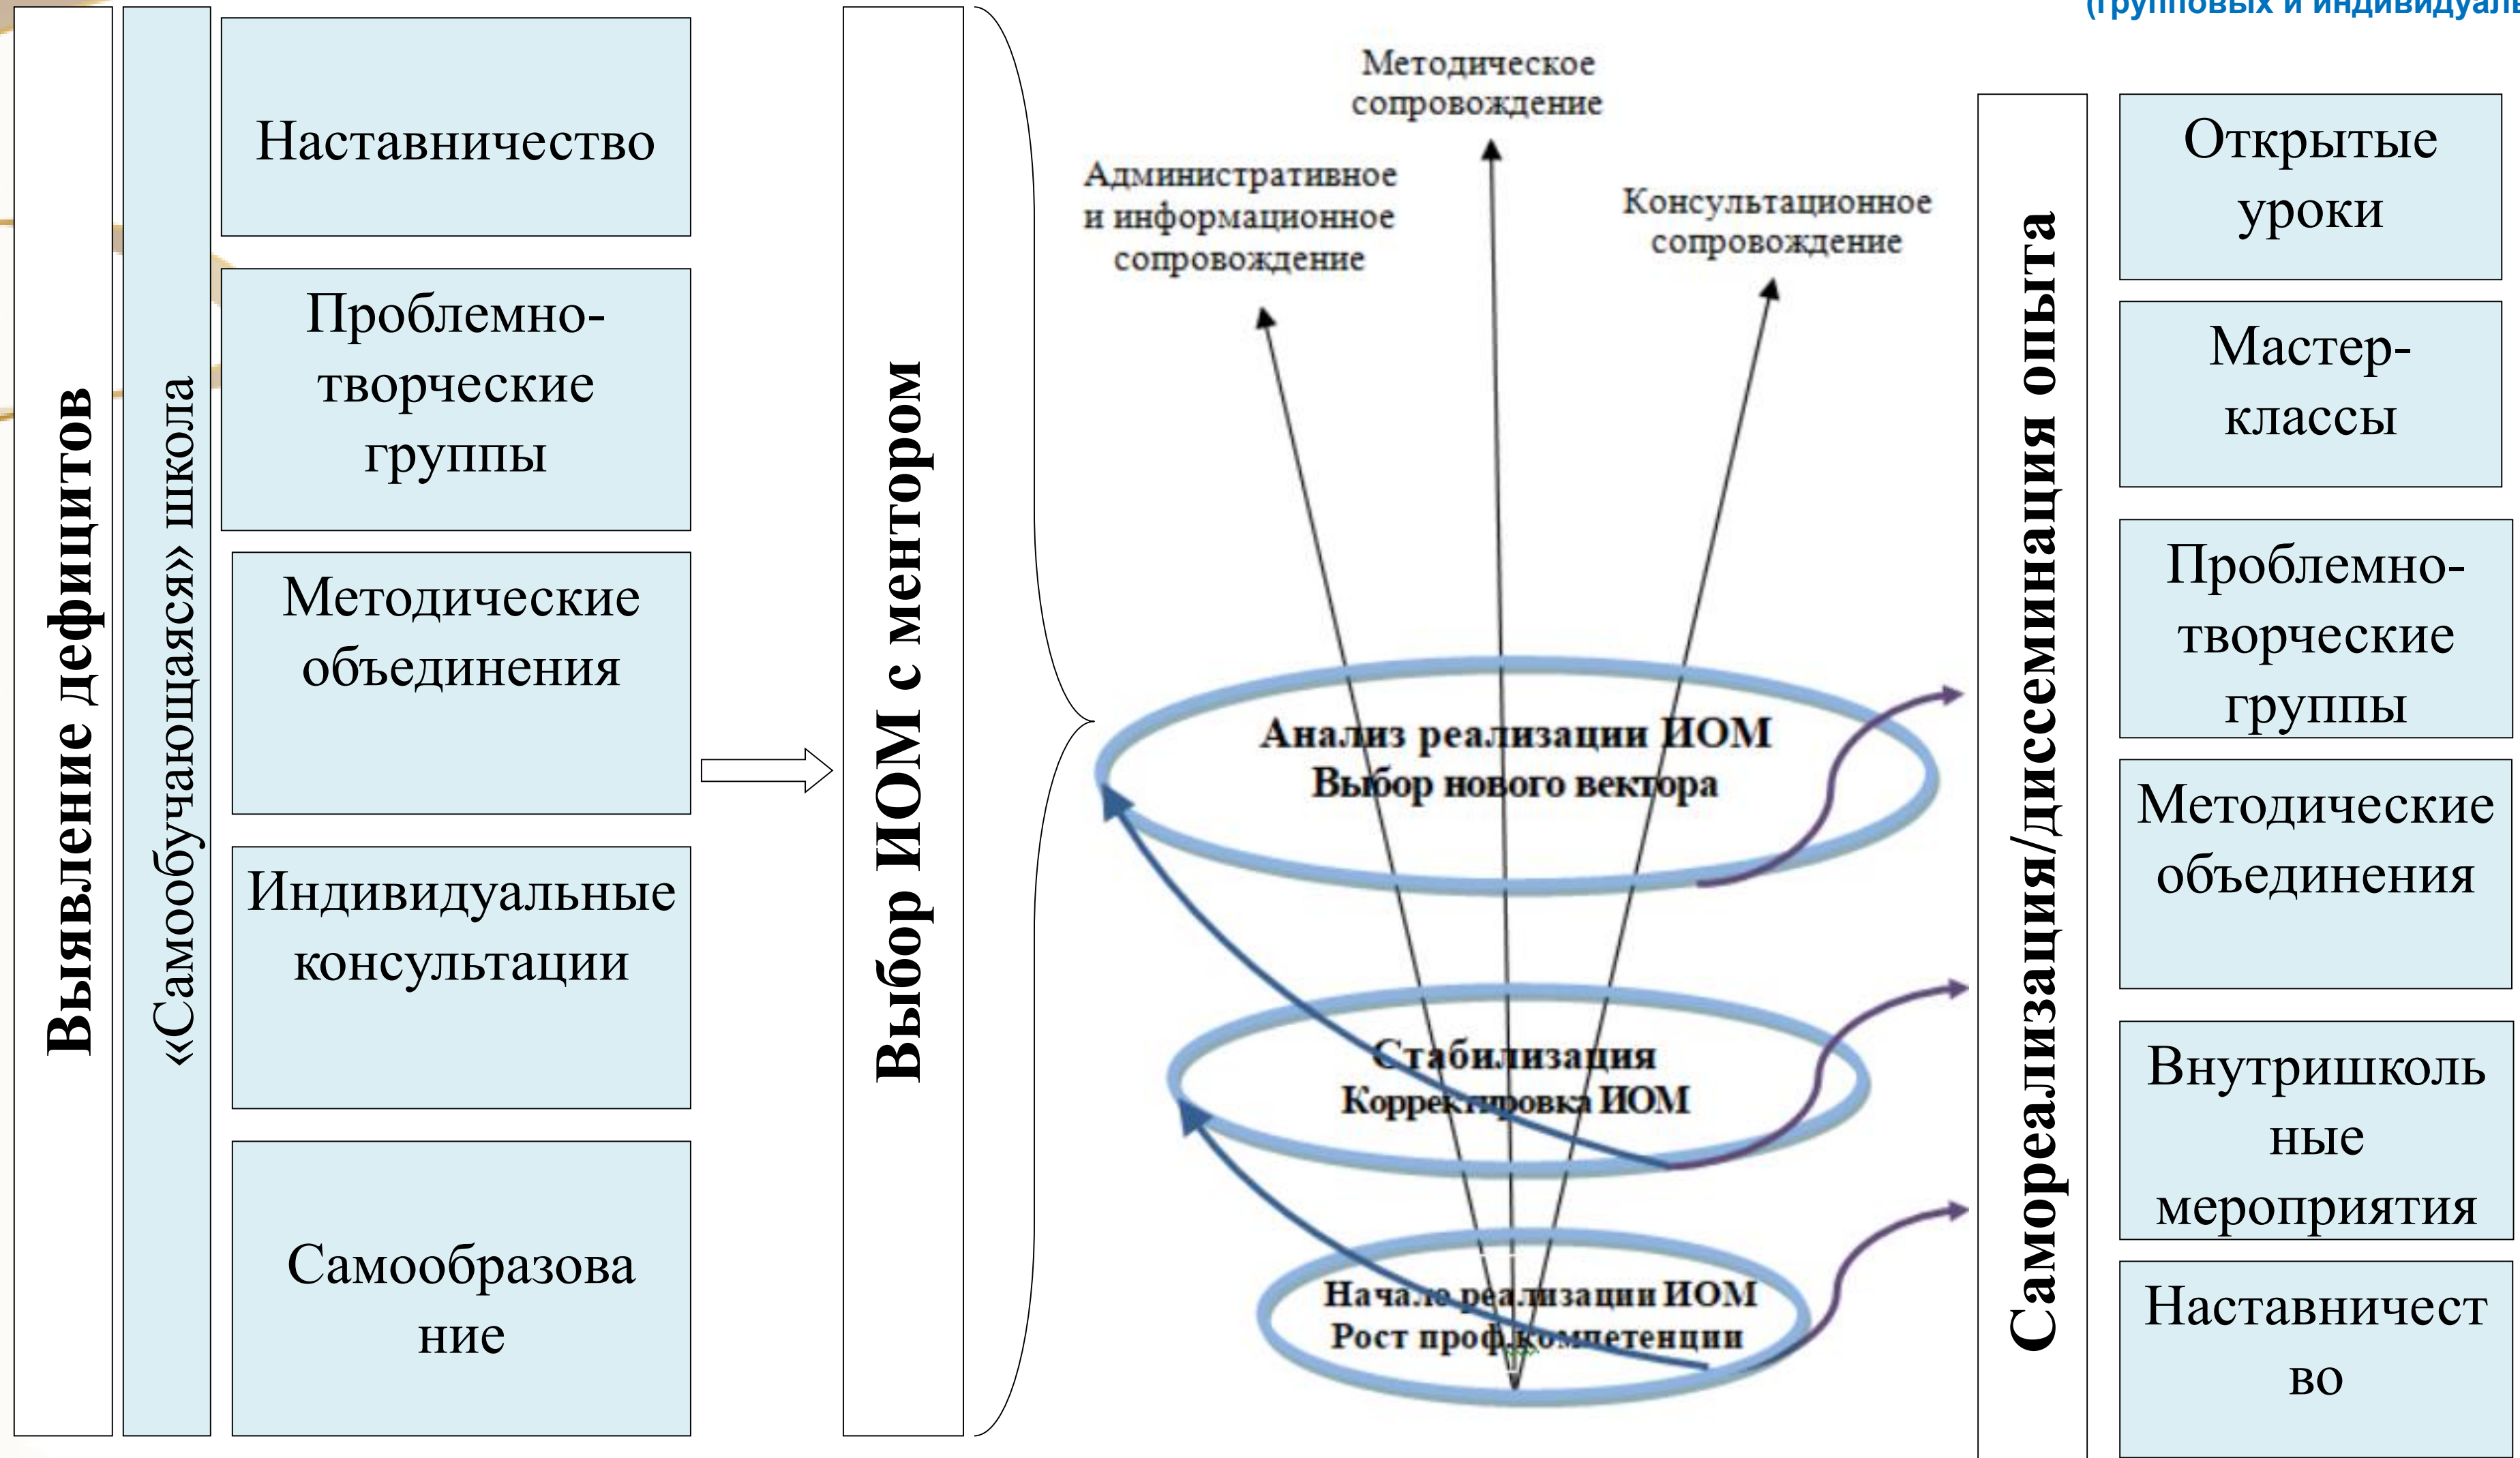 (групповых и индивидуаль
Выявление дефицитов
«Самообучающаяся» школа
Наставничество
Проблемно-
творческие
группы
Методические
объединения
Индивидуальные
консультации
Самообразова
ние
Выбор ИОМ с ментором
Методическое
сопровождение
Административное
и информационное
сопровождение
Консультационное
сопровождение
Анализ реализации ИОМ
Выбор нового вектора
Стабилизация
Корректировка ИОМ
Начало реализации ИОМ
Рост проф.компетенции
Самореализация/диссеминация опыта
Открытые
уроки
Мастер-
классы
Проблемно-
творческие
группы
Методические
объединения
Внутришколь
ные
мероприятия
Наставничест
во